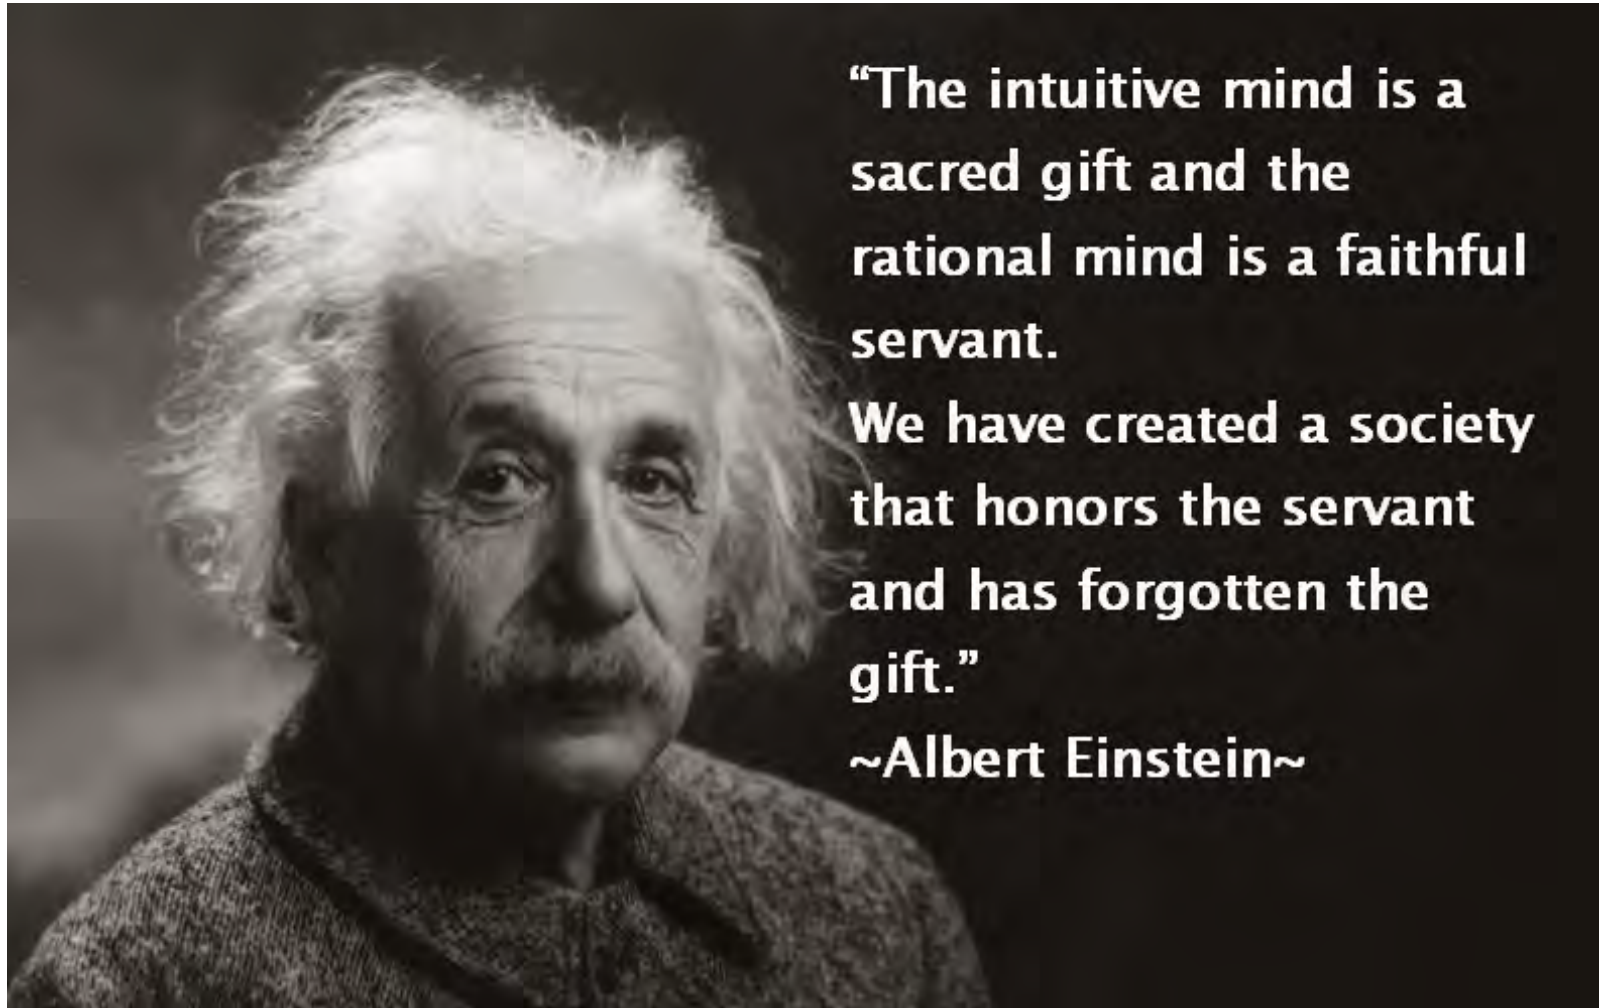 “The intuitive mind is a
sacred gift and the
rational mind is a faithful
servant.
We have created a society
that honors the servant
and has forgotten the
gift.”
~Albert Einstein~